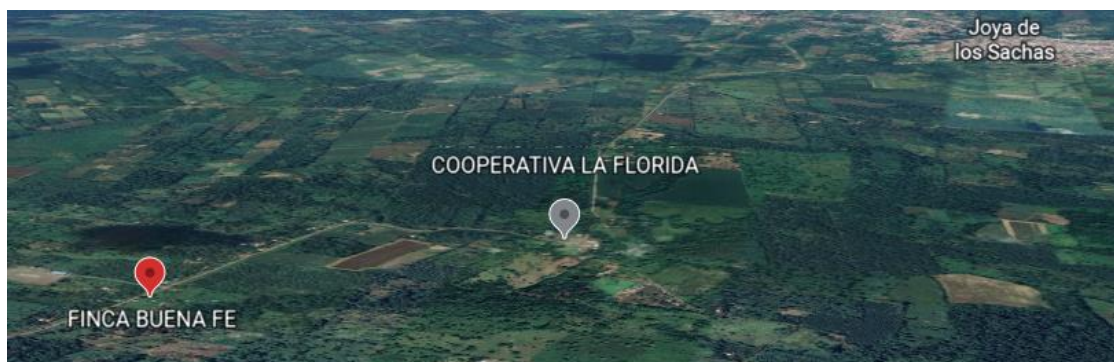 Joya de
los Sachas
COOPERATIVA LA FLORIDA
FINCA BUENA FE